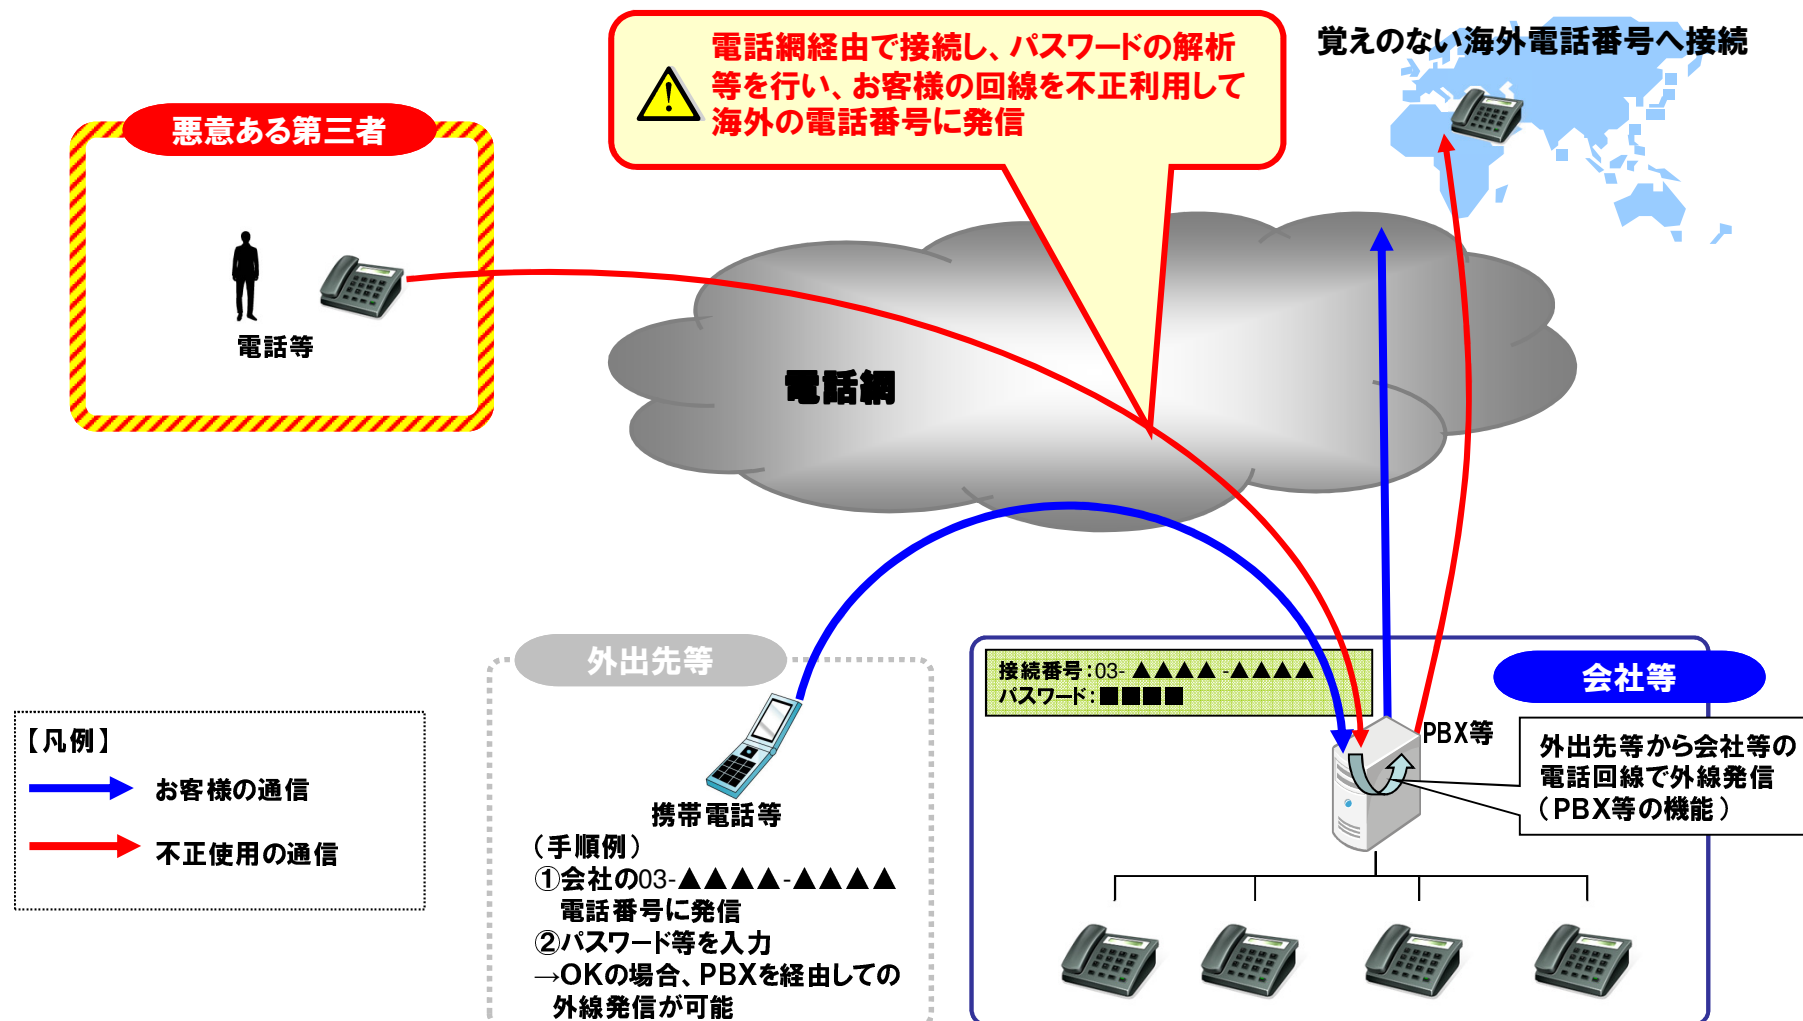 電話網経由で接続し、パスワードの解析
等を行い、お客様の回線を不正利用して
海外の電話番号に発信
覚えのない海外電話番号へ接続
悪意ある第三者
電話等
電話網
外出先等
携帯電話等
(手順例)
①会社の03-▲▲▲▲-▲▲▲▲
電話番号に発信
②パスワード等を入力
→OKの場合、PBXを経由しての
外線発信が可能
会社等
接続番号:03-▲▲▲▲-▲▲▲▲
パスワード:■■■■
PBX等
外出先等から会社等の
電話回線で外線発信
(PBX等の機能)
【凡例】
お客様の通信
不正使用の通信